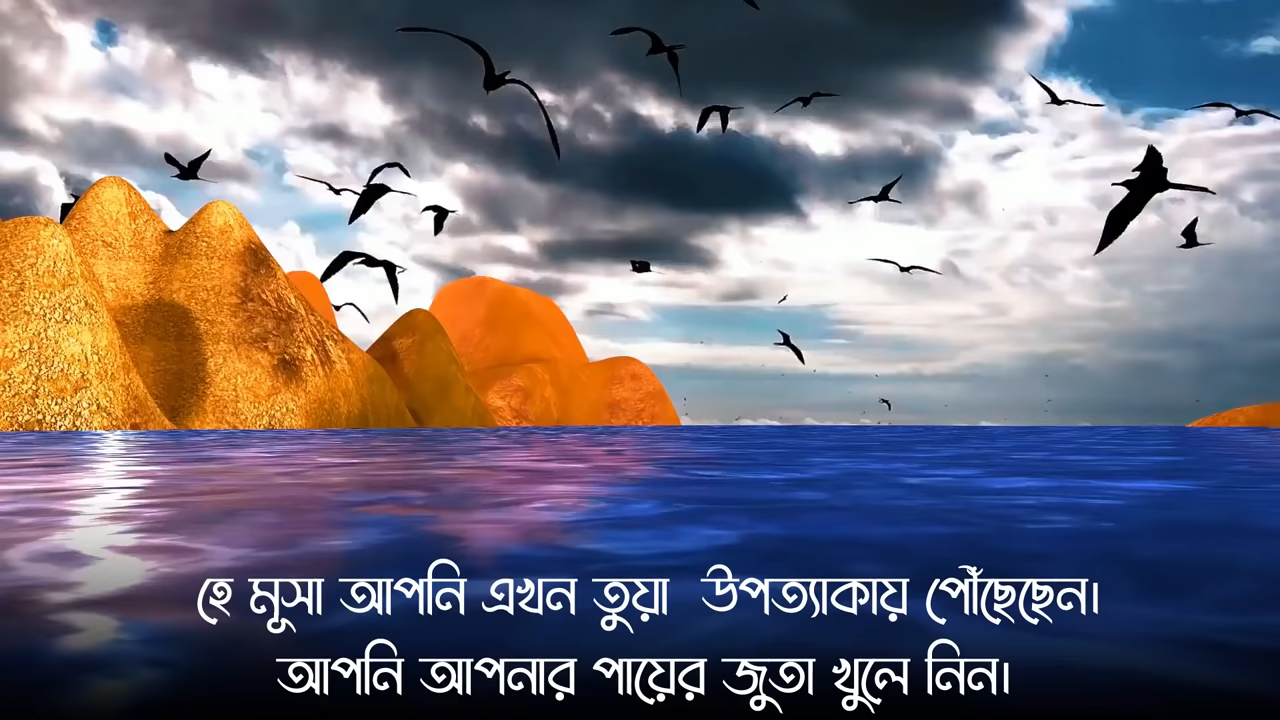 হে মূসা আপনি এখন তুয়া উপত্যাকায় পৌঁছেছেন।
আপনি আপনার পায়ের জুতা খুলে নিন।